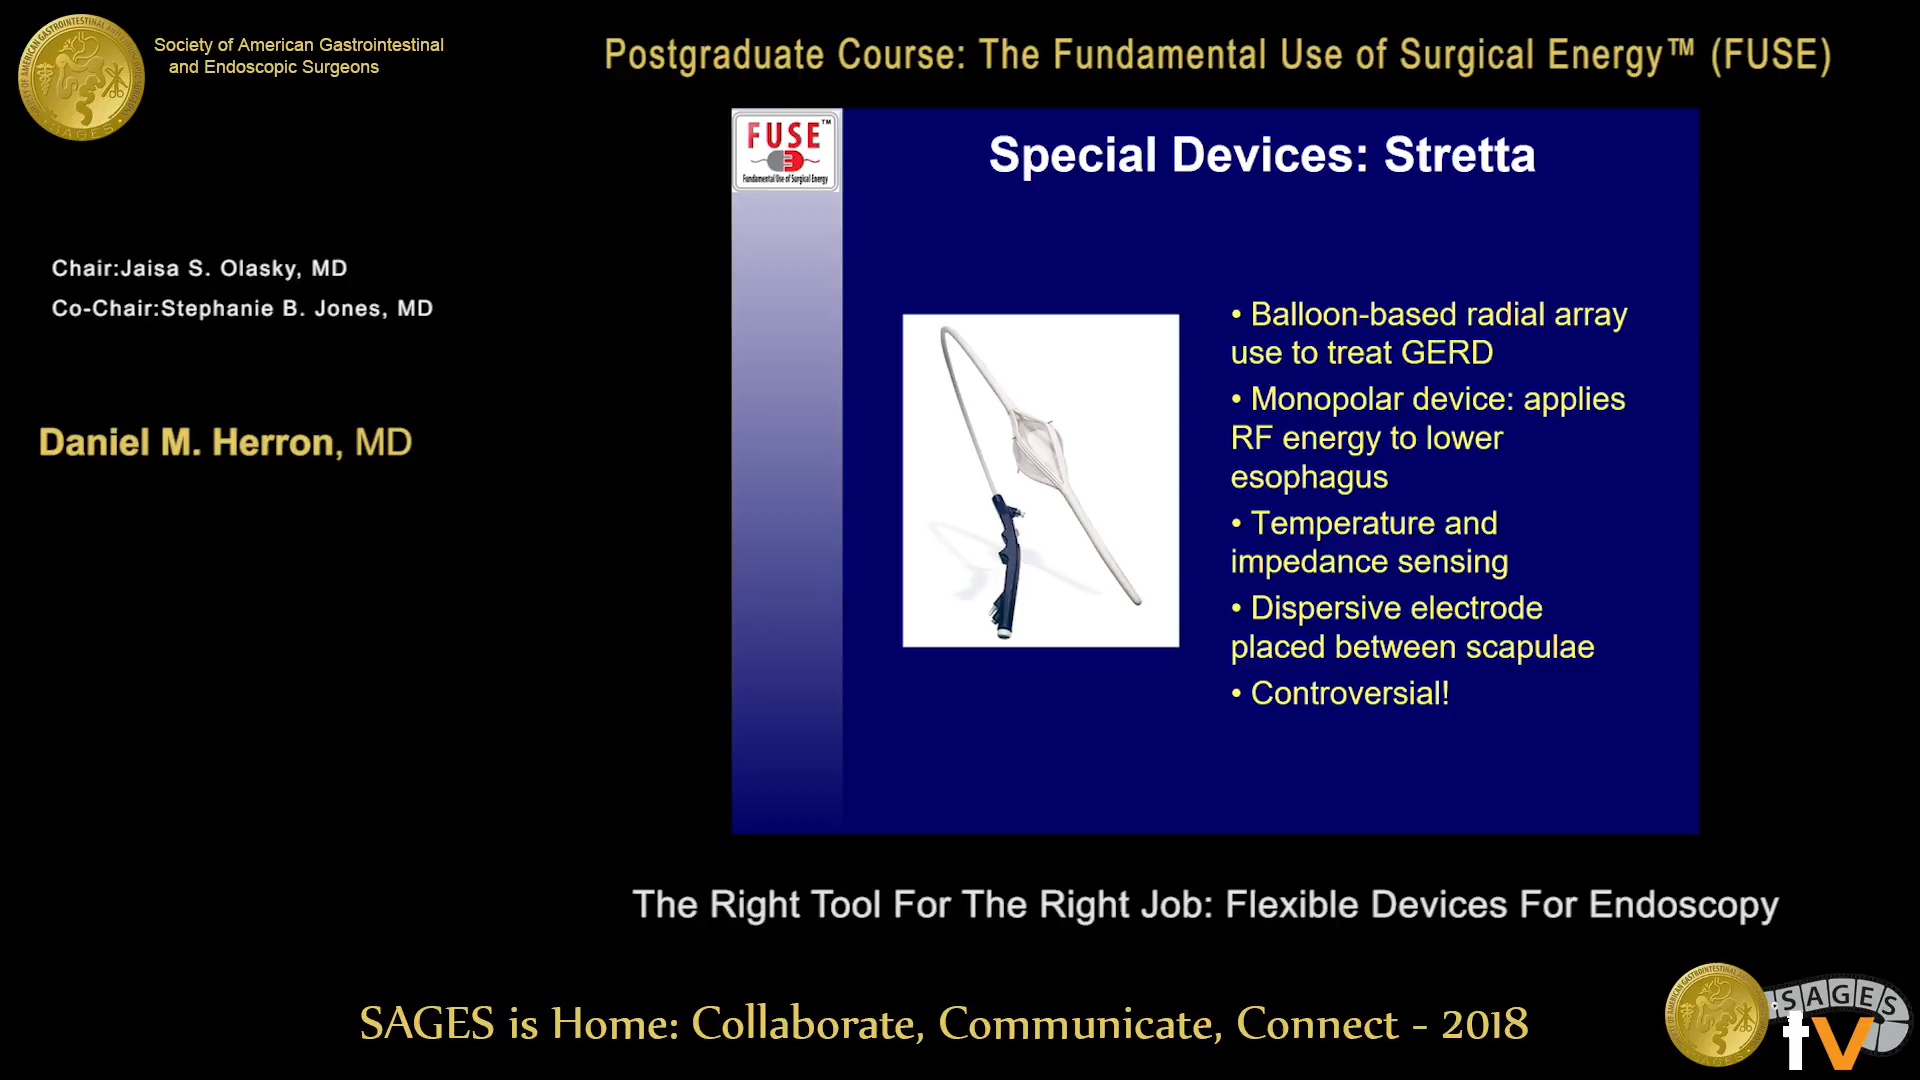 Society of American Gastrointestinal
and Endoscopic Surgeons
Postgraduate Course: The Fundamental Use of Surgical Energy™ (FUSE)
FUSE™
Fundamental Use of Surgical Energy
Special Devices: Stretta
Chair:Jaisa S. Olasky, MD
Co-Chair:Stephanie B. Jones, MD
Daniel M. Herron, MD
• Balloon-based radial array
use to treat GERD
• Monopolar device: applies
RF energy to lower
esophagus
• Temperature and
impedance sensing
• Dispersive electrode
placed between scapulae
• Controversial!
The Right Tool For The Right Job: Flexible Devices For Endoscopy
SAGES is Home: Collaborate, Communicate, Connect - 2018
SAGES
tv